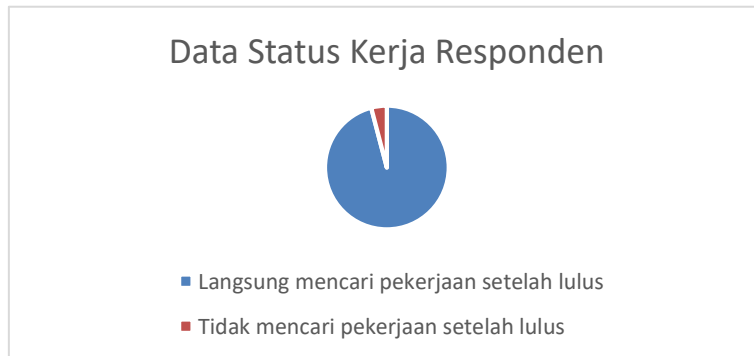 Data Status Kerja Responden
Langsung mencari pekerjaan setelah lulus
Tidak mencari pekerjaan setelah lulus